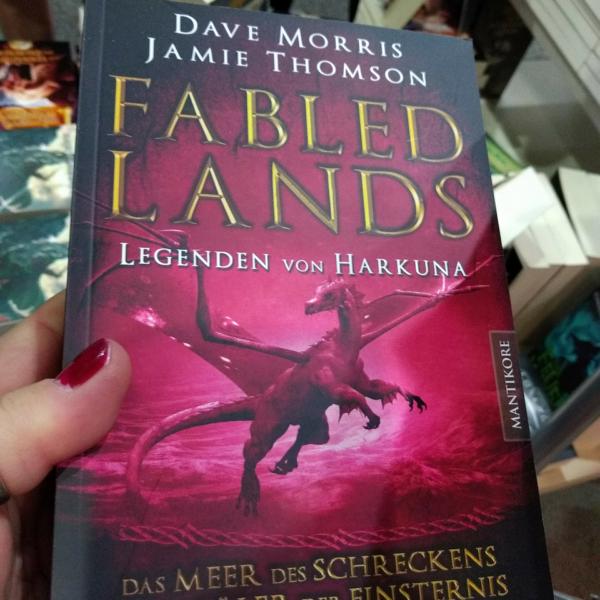 DAVE MORRIS
JAMIE THOMSON
FABLED
LANDS
LEGENDEN VON HARKUNA
MANTIKORE
DAS MEER DES SCHRECKENS
DER FINSTERNIS